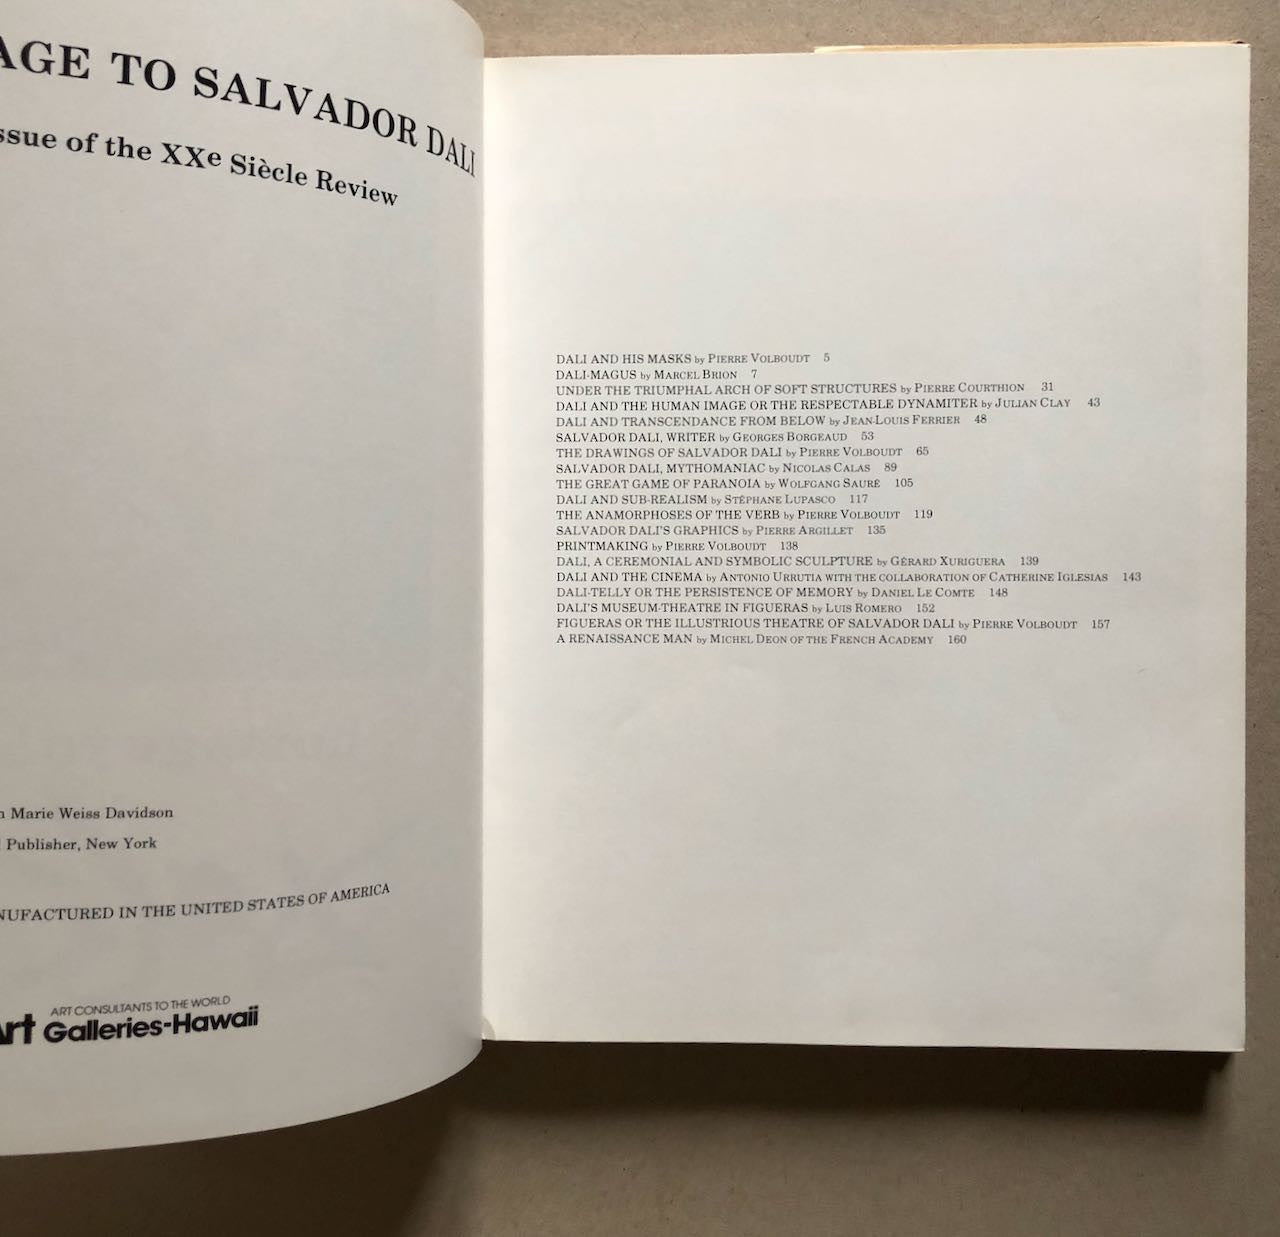 TO SALVADOR DALI
of the XXe Siècle Review
Marie Weiss Davidson
Publisher, New York
IN THE UNITED STATES OF AMERICA
ART CONSULTANTS TO THE WORLD
Galleries-Hawaii
DALI AND HIS MASKS by PIERRE VOLBOUDT 5
DALI-MAGUS by MARCEL BRION 7
UNDER THE TRIUMPHAL ARCH OF SOFT STRUCTURES by PIERRE COURTHION 31
DALI AND THE HUMAN IMAGE OR THE RESPECTABLE DYNAMITER by JULIAN CLAY 43
DALI AND TRANSCENDANCE FROM BELOW by JEAN-LOUIS FERRIER 48
SALVADOR DALI, WRITER by GEORGES BORGEAUD 53
THE DRAWINGS OF SALVADOR DALI by PIERRE VOLBOUDT 65
SALVADOR DALI, MYTHOMANIAC by NICOLAS CALAS 89
THE GREAT GAME OF PARANOIA by WOLFGANG SAURÉ 105
DALI AND SUB-REALISM by STÉPHANE LUPASCO 117
THE ANAMORPHOSES OF THE VERB by PIERRE VOLBOUDT 119
SALVADOR DALI'S GRAPHICS by PIERRE ARGILLET 135
PRINTMAKING by PIERRE VOLBOUDT 138
DALI, A CEREMONIAL AND SYMBOLIC SCULPTURE by GÉRARD XURIGUERA 139
DALI AND THE CINEMA by ANTONIO URRUTIA WITH THE COLLABORATION OF CATHERINE IGLESIAS 143
DALI-TELLY OR THE PERSISTENCE OF MEMORY by DANIEL LE COMTE 148
DALI'S MUSEUM-THEATRE IN FIGUERAS by LUIS ROMERO 152
FIGUERAS OR THE ILLUSTRIOUS THEATRE OF SALVADOR DALI by PIERRE VOLBOUDT 157
A RENAISSANCE MAN by MICHEL DEON OF THE FRENCH ACADEMY 160